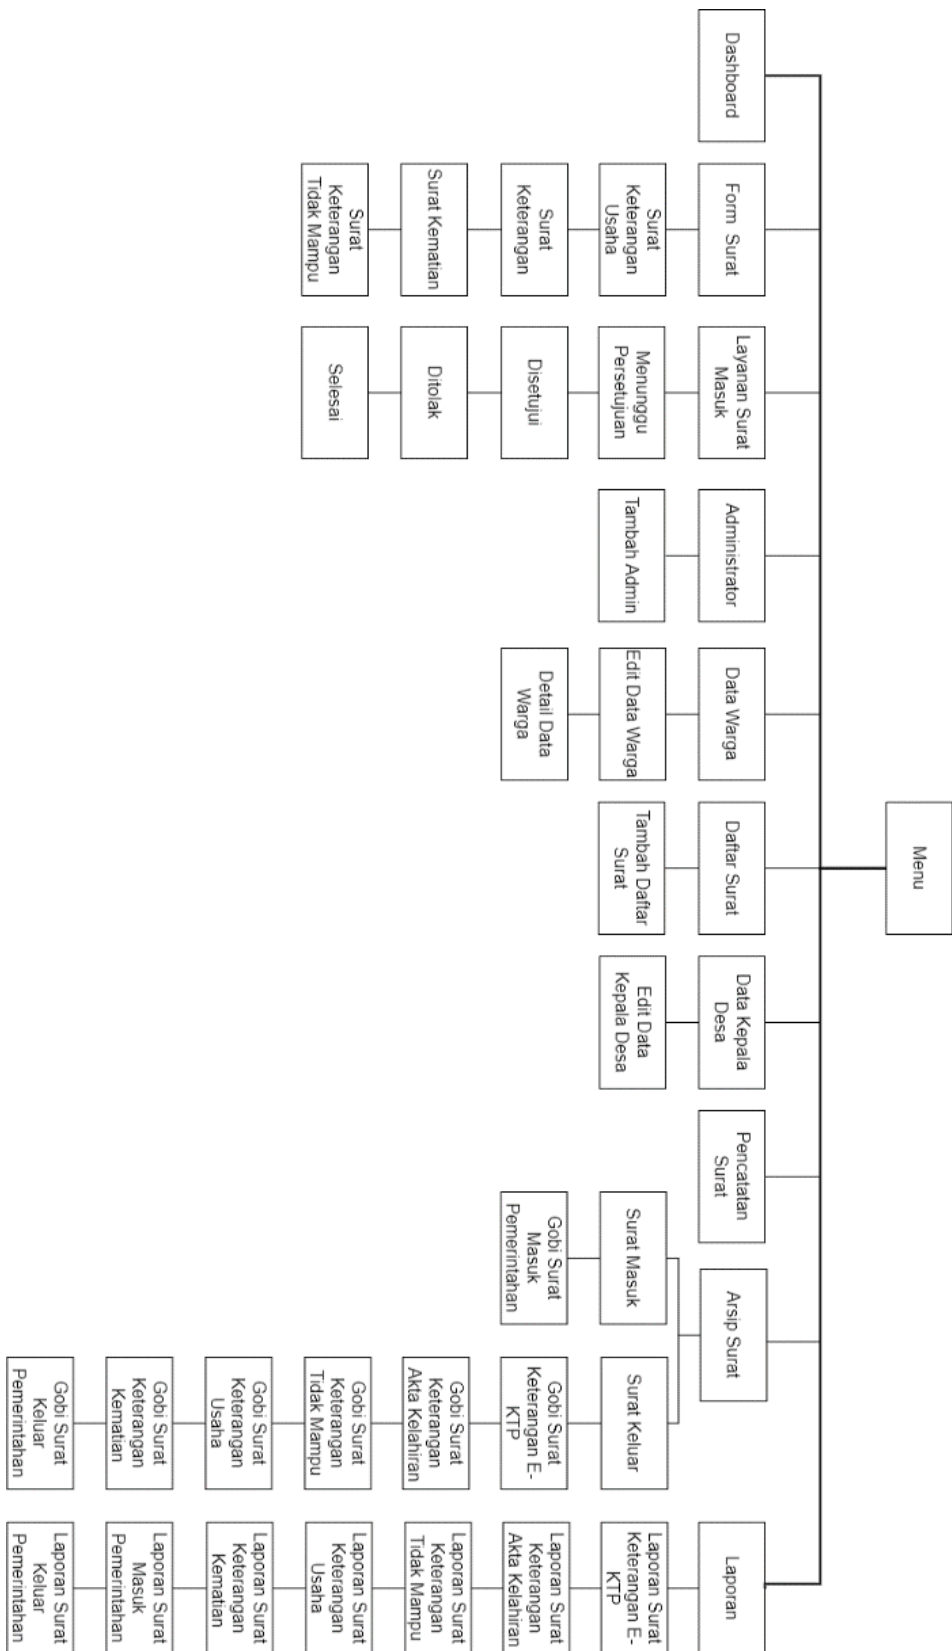 Menu
Dashboard
Form Surat
Surat
Keterangan
Usaha
Surat
Keterangan
Surat Kematian
Surat
Keterangan
Tidak Mampu
Layanan Surat
Masuk
Menunggu
Persetujuan
Disetujui
Ditolak
Selesai
Administrator
Tambah Admin
Data Warga
Edit Data Warga
Detail Data
Warga
Daftar Surat
Tambah Daftar
Surat
Data Kepala
Desa
Edit Data
Kepala Desa
Pencatatan
Surat
Arsip Surat
Surat Masuk
Gobi Surat
Masuk
Pemerintahan
Surat Keluar
Gobi Surat
Keterangan E-
KTP
Gobi Surat
Keterangan
Akta Kelahiran
Gobi Surat
Keterangan
Tidak Mampu
Gobi Surat
Keterangan
Usaha
Gobi Surat
Keterangan
Kematian
Gobi Surat
Keluar
Pemerintahan
Laporan
Laporan Surat
Keterangan E-
KTP
Laporan Surat
Keterangan
Akta Kelahiran
Laporan Surat
Keterangan
Tidak Mampu
Laporan Surat
Keterangan
Usaha
Laporan Surat
Keterangan
Kematian
Laporan Surat
Masuk
Pemerintahan
Laporan Surat
Keluar
Pemerintahan